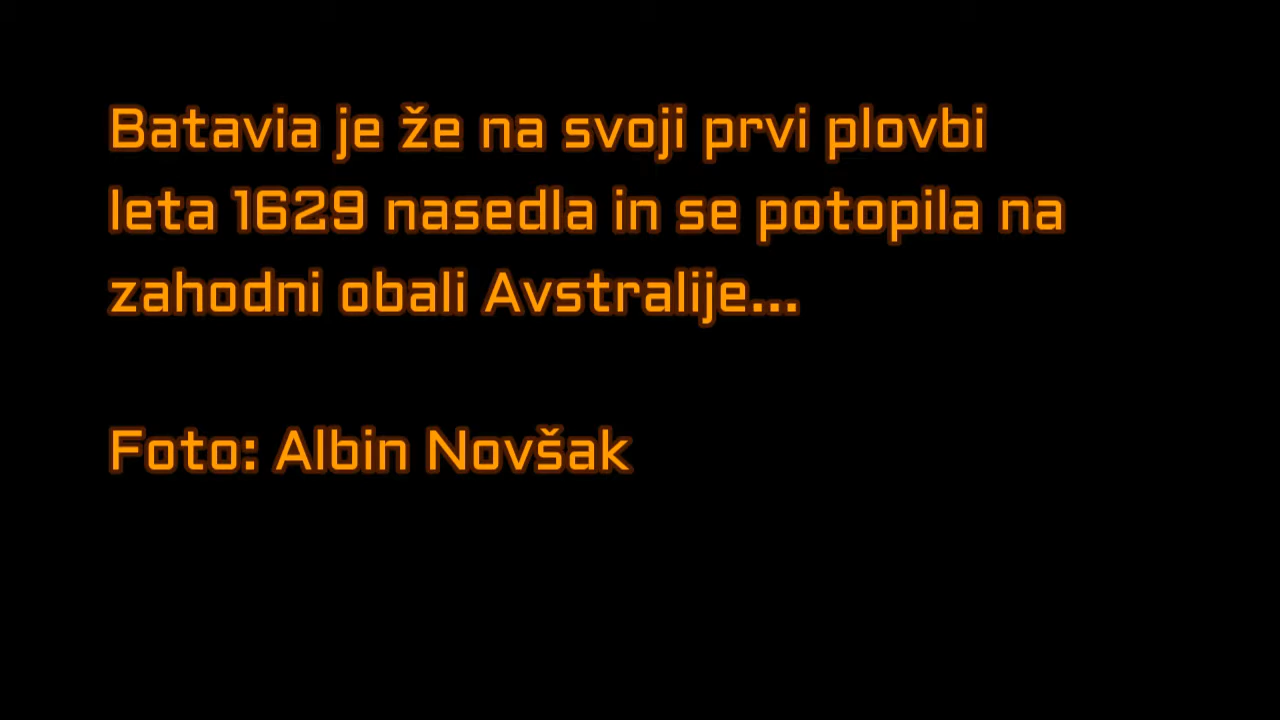 Batavia je že na svoji prvi plovbi
leta 1629 nasedla in se potopila na
zahodni obali Avstralije...
Foto: Albin Novšak